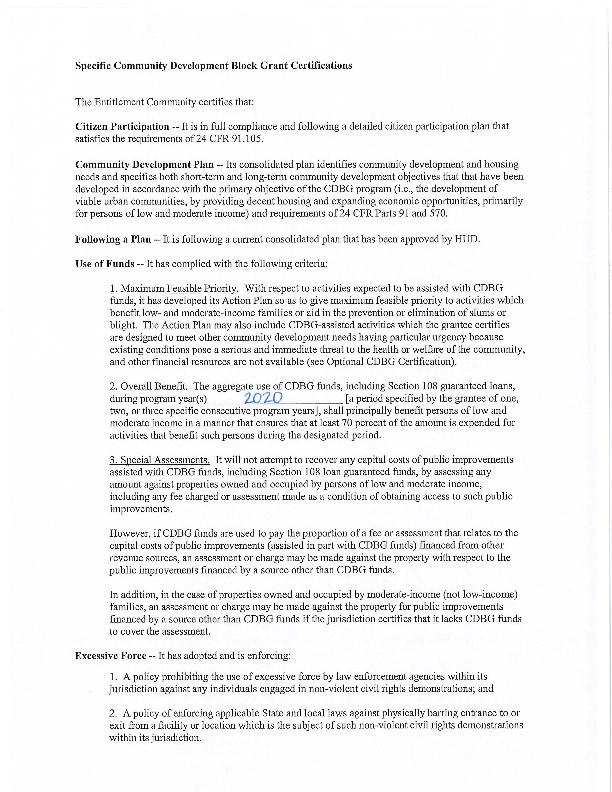 Specific Community Development Block Grant Certifications
The Entitlement Community certifies that:
Citizen Participation -- It is in full compliance and following a detailed citizen participation plan that
satisfies the requirements of 24 CFR 91.105.
Community Development Plan -- Its consolidated plan identifies community development and housing
needs and specifies both short-term and long-term community development objectives that that have been
developed in accordance with the primary objective of the CDBG program (i.e., the development of
viable urban communities, by providing decent housing and expanding economic opportunities, primarily
for persons of low and moderate income) and requirements of 24 CFR Parts 91 and 570.
Following a Plan -- It is following a current consolidated plan that has been approved by HUD.
Use of Funds -- It has complied with the following criteria:
1. Maximum Feasible Priority. With respect to activities expected to be assisted with CDBG
funds, it has developed its Action Plan so as to give maximum feasible priority to activities which
benefit low- and moderate-income families or aid in the prevention or elimination of slums or
blight. The Action Plan may also include CDBG-assisted activities which the grantee certifies
are designed to meet other community development needs having particular urgency because
existing conditions pose a serious and immediate threat to the health or welfare of the community,
and other financial resources are not available (see Optional CDBG Certification).
2. Overall Benefit. The aggregate use of CDBG funds, including Section 108 guaranteed loans,
during program year(s) 2020 [a period specified by the grantee of one,
two, or three specific consecutive program years], shall principally benefit persons of low and
moderate income in a manner that ensures that at least 70 percent of the amount is expended for
activities that benefit such persons during the designated period.
3. Special Assessments. It will not attempt to recover any capital costs of public improvements
assisted with CDBG funds, including Section 108 loan guaranteed funds, by assessing any
amount against properties owned and occupied by persons of low and moderate income,
including any fee charged or assessment made as a condition of obtaining access to such public
improvements.
However, if CDBG funds are used to pay the proportion of a fee or assessment that relates to the
capital costs of public improvements (assisted in part with CDBG funds) financed from other
revenue sources, an assessment or charge may be made against the property with respect to the
public improvements financed by a source other than CDBG funds.
In addition, in the case of properties owned and occupied by moderate-income (not low-income)
families, an assessment or charge may be made against the property for public improvements
financed by a source other than CDBG funds if the jurisdiction certifies that it lacks CDBG funds
to cover the assessment.
Excessive Force -- It has adopted and is enforcing:
1. A policy prohibiting the use of excessive force by law enforcement agencies within its
jurisdiction against any individuals engaged in non-violent civil rights demonstrations; and
2. A policy of enforcing applicable State and local laws against physically barring entrance to or
exit from a facility or location which is the subject of such non-violent civil rights demonstrations
within its jurisdiction.